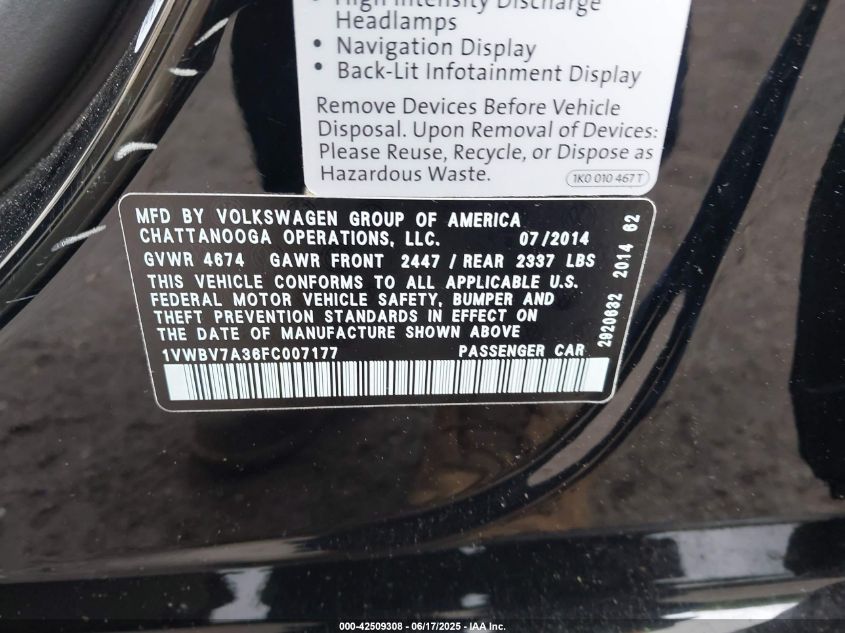 • High Intensity Discharge
Headlamps
• Navigation Display
• Back-Lit Infotainment Display
Remove Devices Before Vehicle
Disposal. Upon Removal of Devices:
Please Reuse, Recycle, or Dispose as
Hazardous Waste.
1K0 010 467 T
MFD BY VOLKSWAGEN GROUP OF AMERICA
CHATTANOOGA OPERATIONS, LLC. 07/2014
GVWR 4674 GAWR FRONT 2447 / REAR 2337 LBS
THIS VEHICLE CONFORMS TO ALL APPLICABLE U.S.
FEDERAL MOTOR VEHICLE SAFETY, BUMPER AND
THEFT PREVENTION STANDARDS IN EFFECT ON
THE DATE OF MANUFACTURE SHOWN ABOVE
1VWBV7A36FC007177 PASSENGER CAR
2920632 2014 62
000-42509308 - 06/17/2025 - IAA Inc.